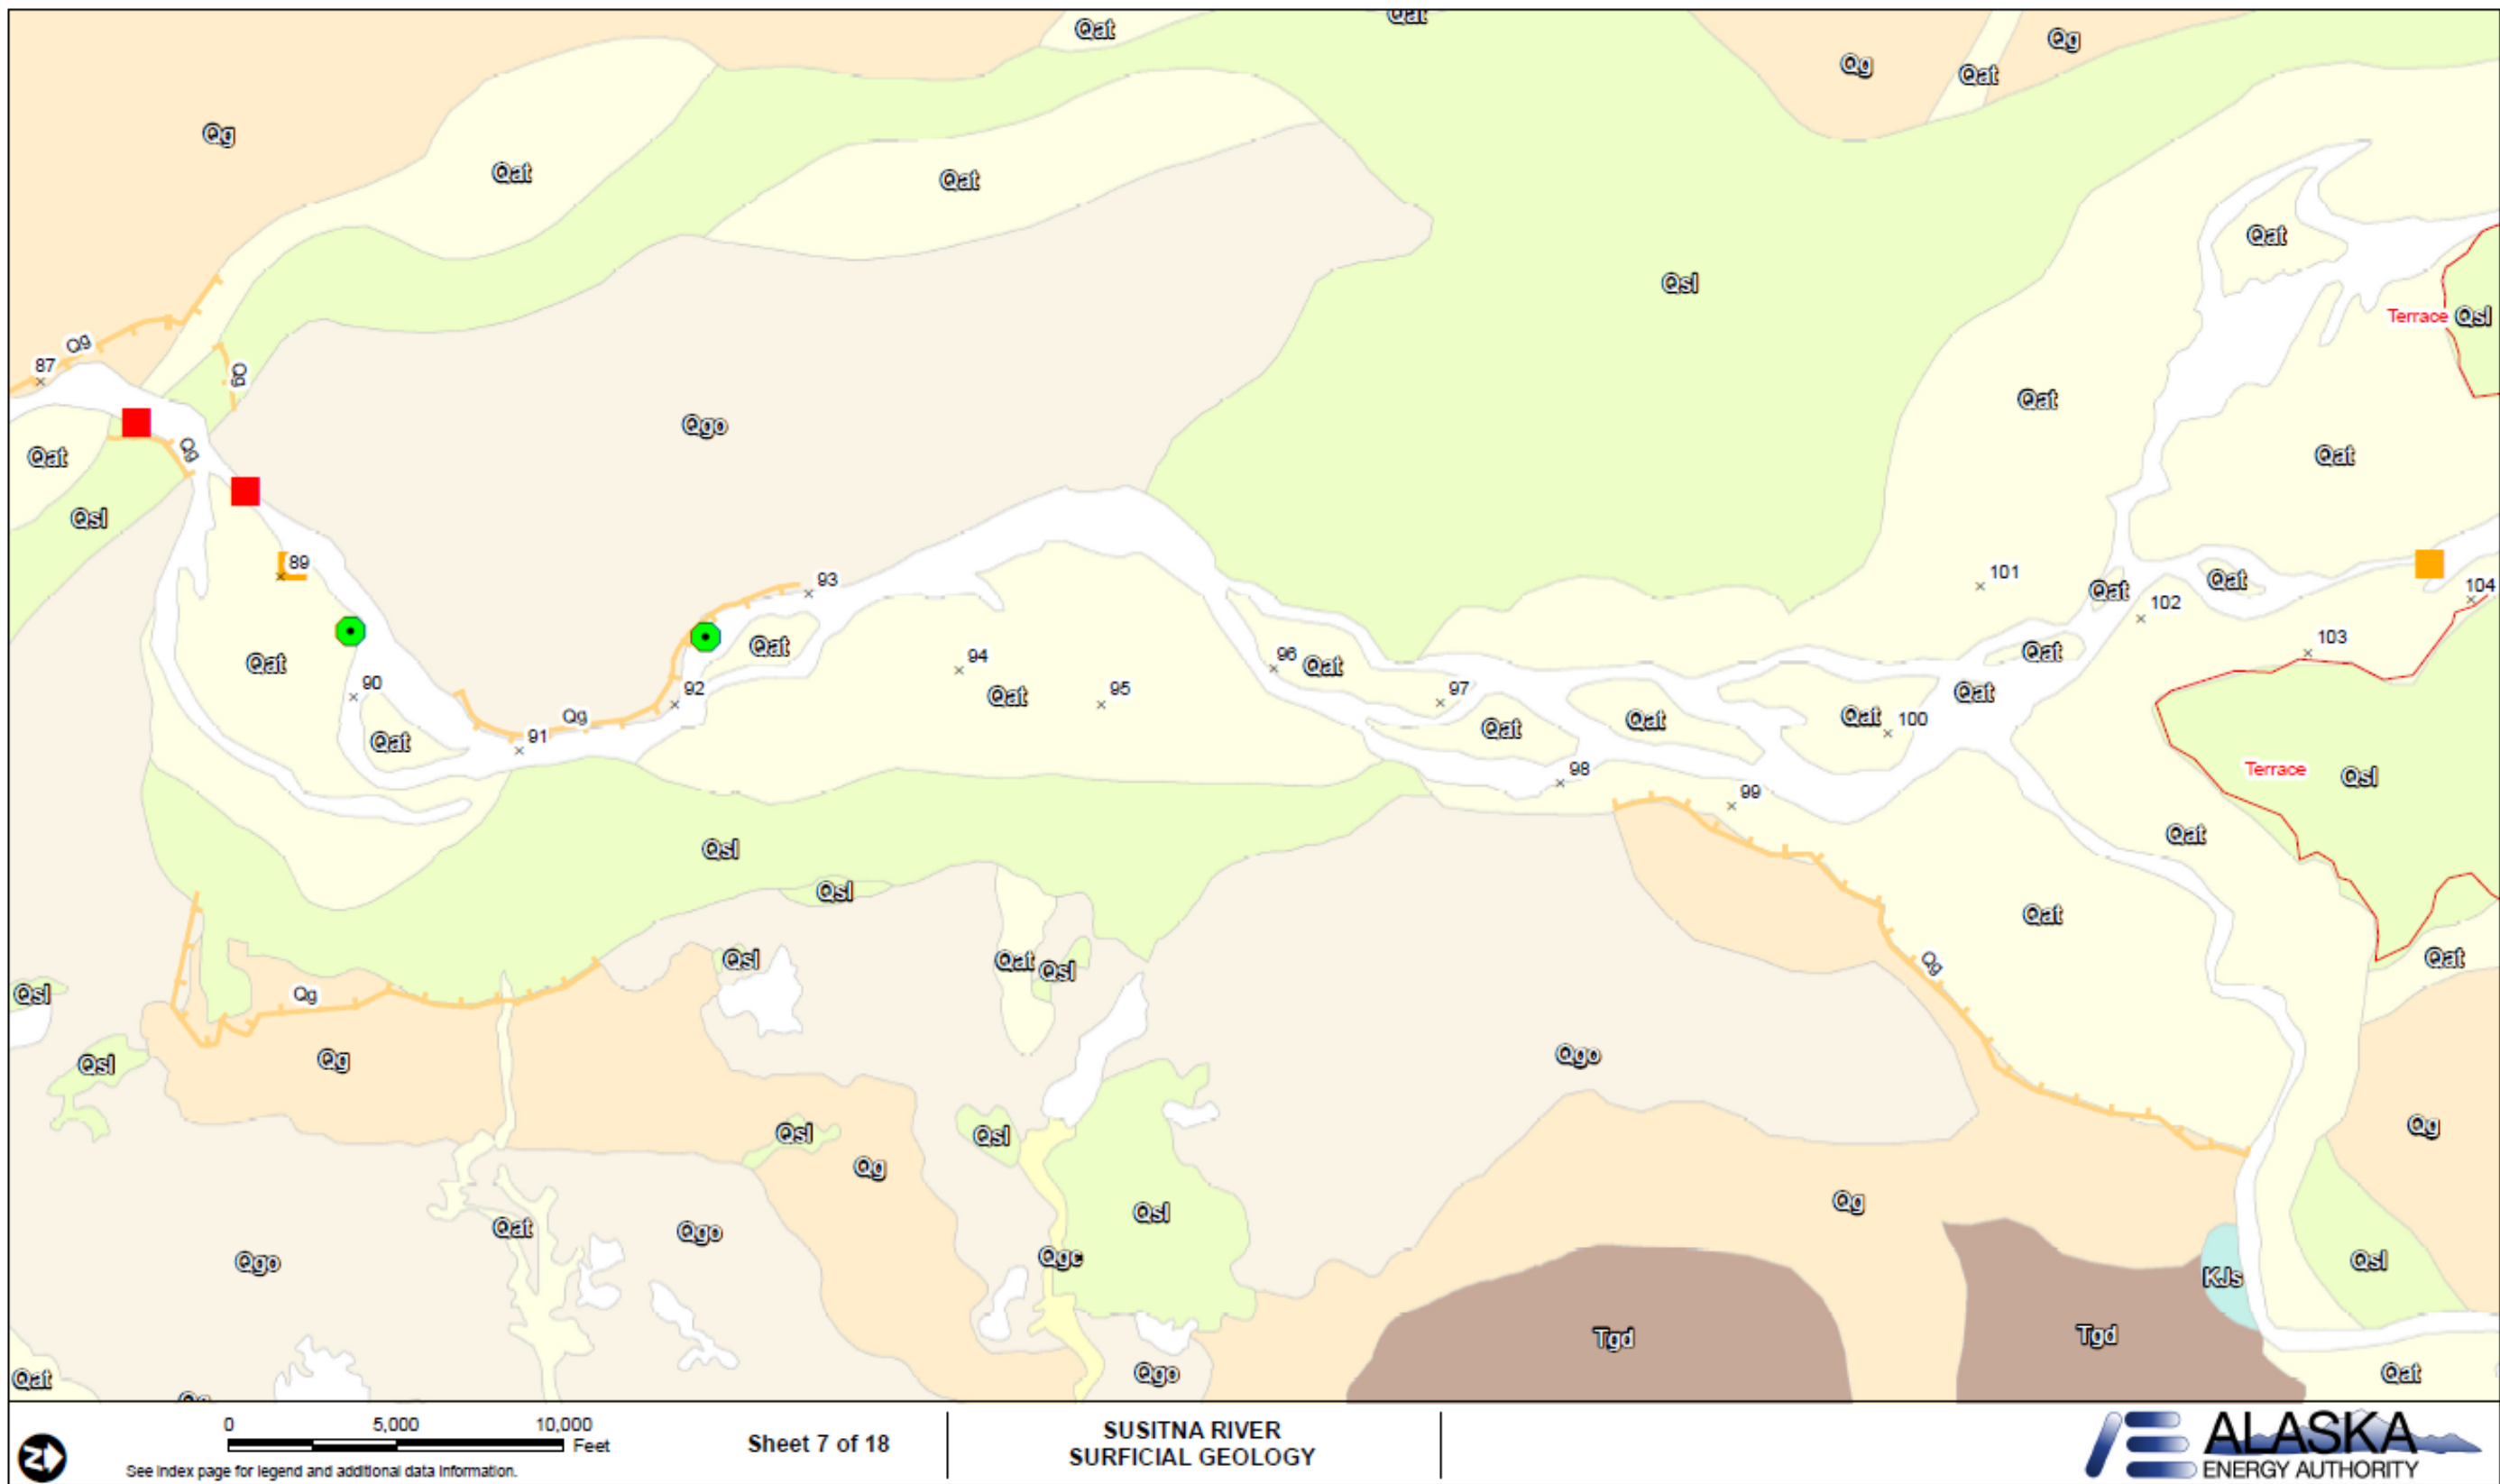 Qat
Qat
Qg
Qg
Qat
Qg
Qat
Qat
Qat
Qsl
Terrace Qsl
Qg
87
Qg
Qat
Qgo
Qg
Qat
Qat
Qsl
89
93
101
Qat
Qat
102
104
Qat
Qat
94
96
Qat
Qat
103
90
92
Qat
95
97
Qat
Qat
Qg
91
Qat
Qat
Qat
Qat
100
98
99
Terrace
Qsl
Qsl
Qat
Qsl
Qat
Qsl
Qat
Qsl
Qg
Qat
Qsl
Qg
Qsl
Qg
Qgo
Qsl
Qsl
Qg
Qg
Qsl
Qg
Qat
Qgo
Qgo
Qgc
Qsl
KJs
Tgd
Tgd
Qat
Qgo
Qat
0 5,000 10,000
Feet
See index page for legend and additional data information.
N
Sheet 7 of 18
SUSITNA RIVER
SURFICIAL GEOLOGY
ALASKA
ENERGY AUTHORITY